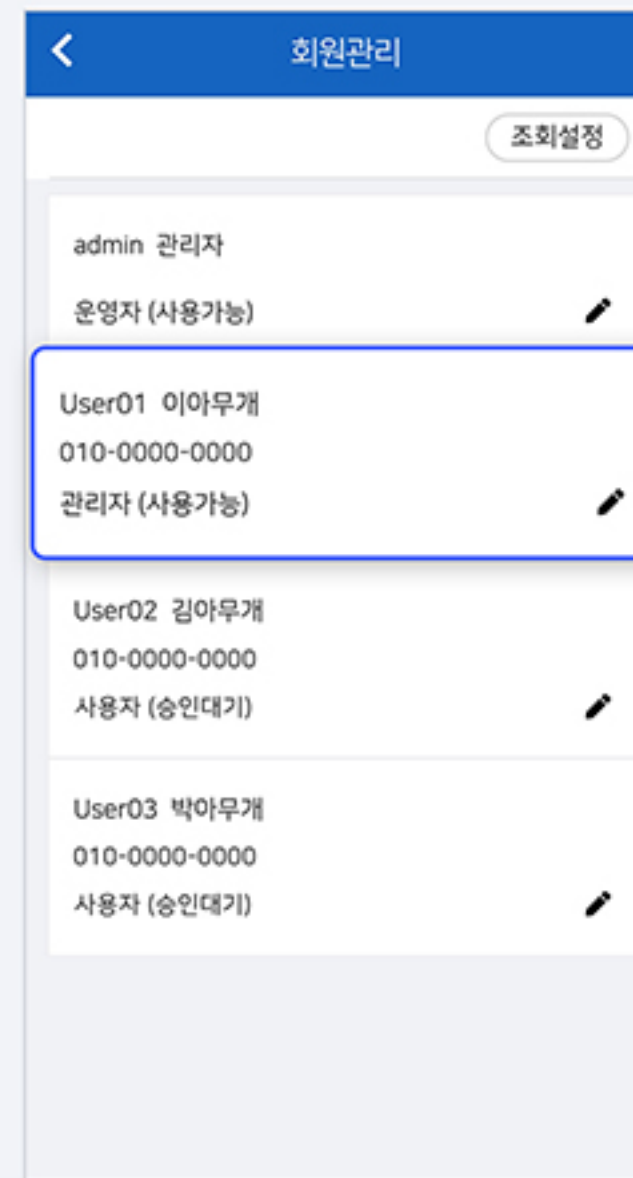 회원관리
조회설정
admin 관리자
운영자 (사용가능)
User01 이아무개
010-0000-0000
관리자 (사용가능)
User02 김아무개
010-0000-0000
사용자 (승인대기)
User03 박아무개
010-0000-0000
사용자 (승인대기)